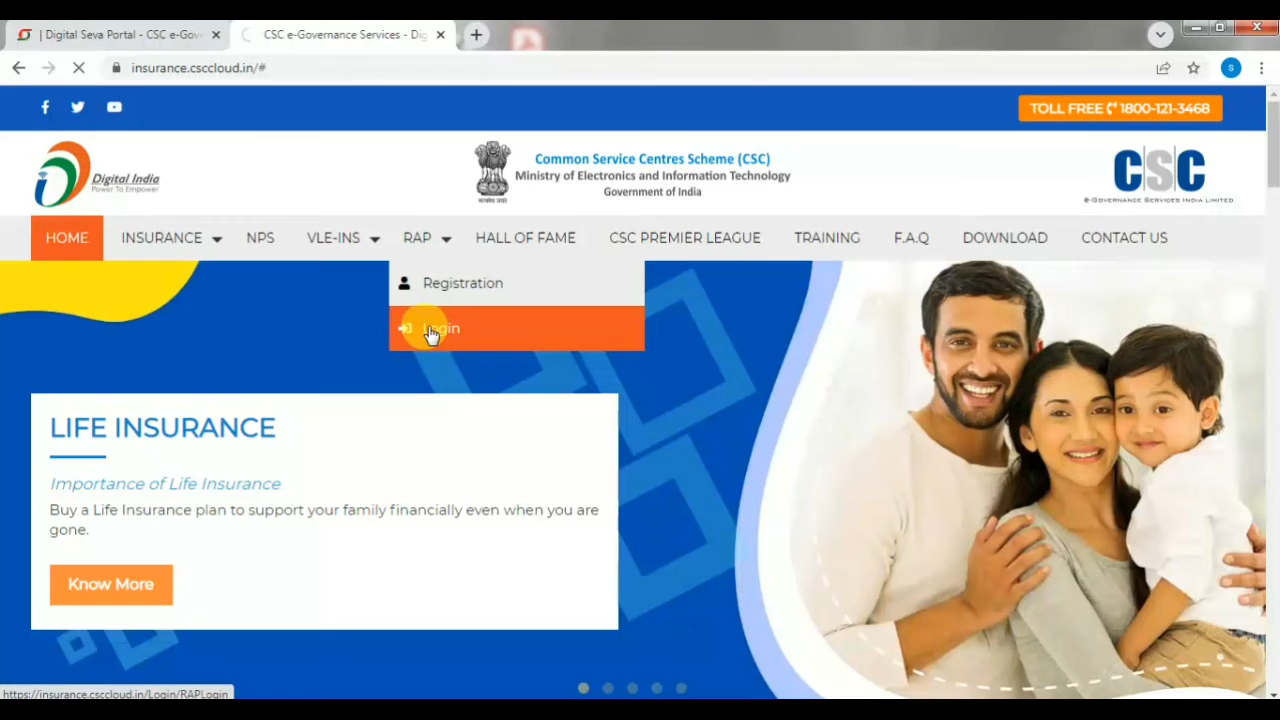 | Digital Seva Portal - CSC e-Gov
CSC e-Governance Services - Dig
insurance.csccloud.in/#
S
TOLL FREE 1800-121-3468
Digital India
Power To Empower
सत्यमेव जयते
Common Service Centres Scheme (CSC)
Ministry of Electronics and Information Technology
Government of India
CSC
e-Governance Services India Limited
HOME
INSURANCE
NPS
VLE-INS
RAP
HALL OF FAME
CSC PREMIER LEAGUE
TRAINING
F.A.Q
DOWNLOAD
CONTACT US
Registration
Login
LIFE INSURANCE
Importance of Life Insurance
Buy a Life Insurance plan to support your family financially even when you are
gone.
Know More
https://insurance.csccloud.in/Login/RAPLogin